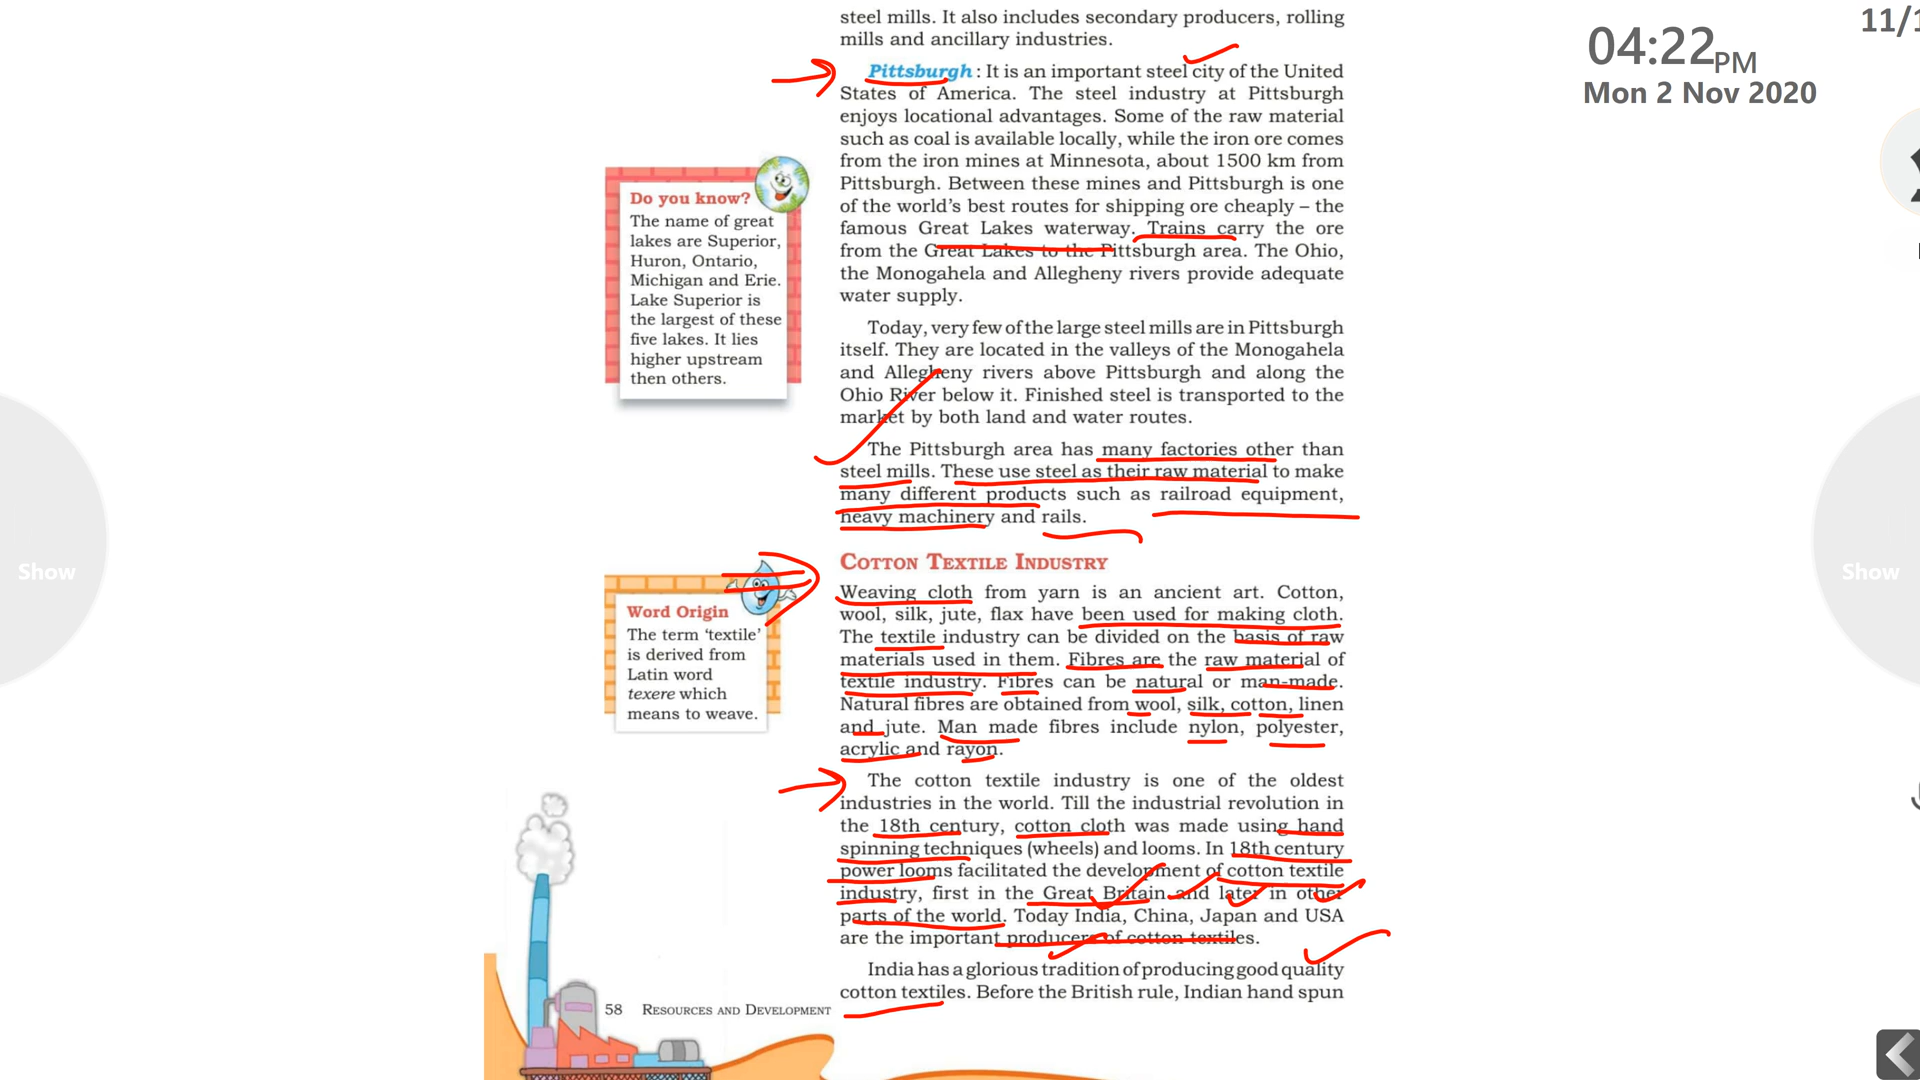 steel mills. It also includes secondary producers, rolling
mills and ancillary industries.
Pittsburgh : It is an important steel city of the United
States of America. The steel industry at Pittsburgh
enjoys locational advantages. Some of the raw material
such as coal is available locally, while the iron ore comes
from the iron mines at Minnesota, about 1500 km from
Pittsburgh. Between these mines and Pittsburgh is one
of the world's best routes for shipping ore cheaply – the
famous Great Lakes waterway. Trains carry the ore
from the Great Lakes to the Pittsburgh area. The Ohio,
the Monogahela and Allegheny rivers provide adequate
water supply.
Today, very few of the large steel mills are in Pittsburgh
itself. They are located in the valleys of the Monogahela
and Allegheny rivers above Pittsburgh and along the
Ohio River below it. Finished steel is transported to the
market by both land and water routes.
The Pittsburgh area has many factories other than
steel mills. These use steel as their raw material to make
many different products such as railroad equipment,
heavy machinery and rails.
Do you know?
The name of great
lakes are Superior,
Huron, Ontario,
Michigan and Erie.
Lake Superior is
the largest of these
five lakes. It lies
higher upstream
then others.
COTTON TEXTILE INDUSTRY
Weaving cloth from yarn is an ancient art. Cotton,
wool, silk, jute, flax have been used for making cloth.
The textile industry can be divided on the basis of raw
materials used in them. Fibres are the raw material of
textile industry. Fibres can be natural or man-made.
Natural fibres are obtained from wool, silk, cotton, linen
and jute. Man made fibres include nylon, polyester,
acrylic and rayon.
Word Origin
The term 'textile'
is derived from
Latin word
texere which
means to weave.
The cotton textile industry is one of the oldest
industries in the world. Till the industrial revolution in
the 18th century, cotton cloth was made using hand
spinning techniques (wheels) and looms. In 18th century
power looms facilitated the development of cotton textile
industry, first in the Great Britain and later in other
parts of the world. Today India, China, Japan and USA
are the important producers of cotton textiles.
India has a glorious tradition of producing good quality
cotton textiles. Before the British rule, Indian hand spun
58 RESOURCES AND DEVELOPMENT
04:22PM
Mon 2 Nov 2020
11/1
Show
Show